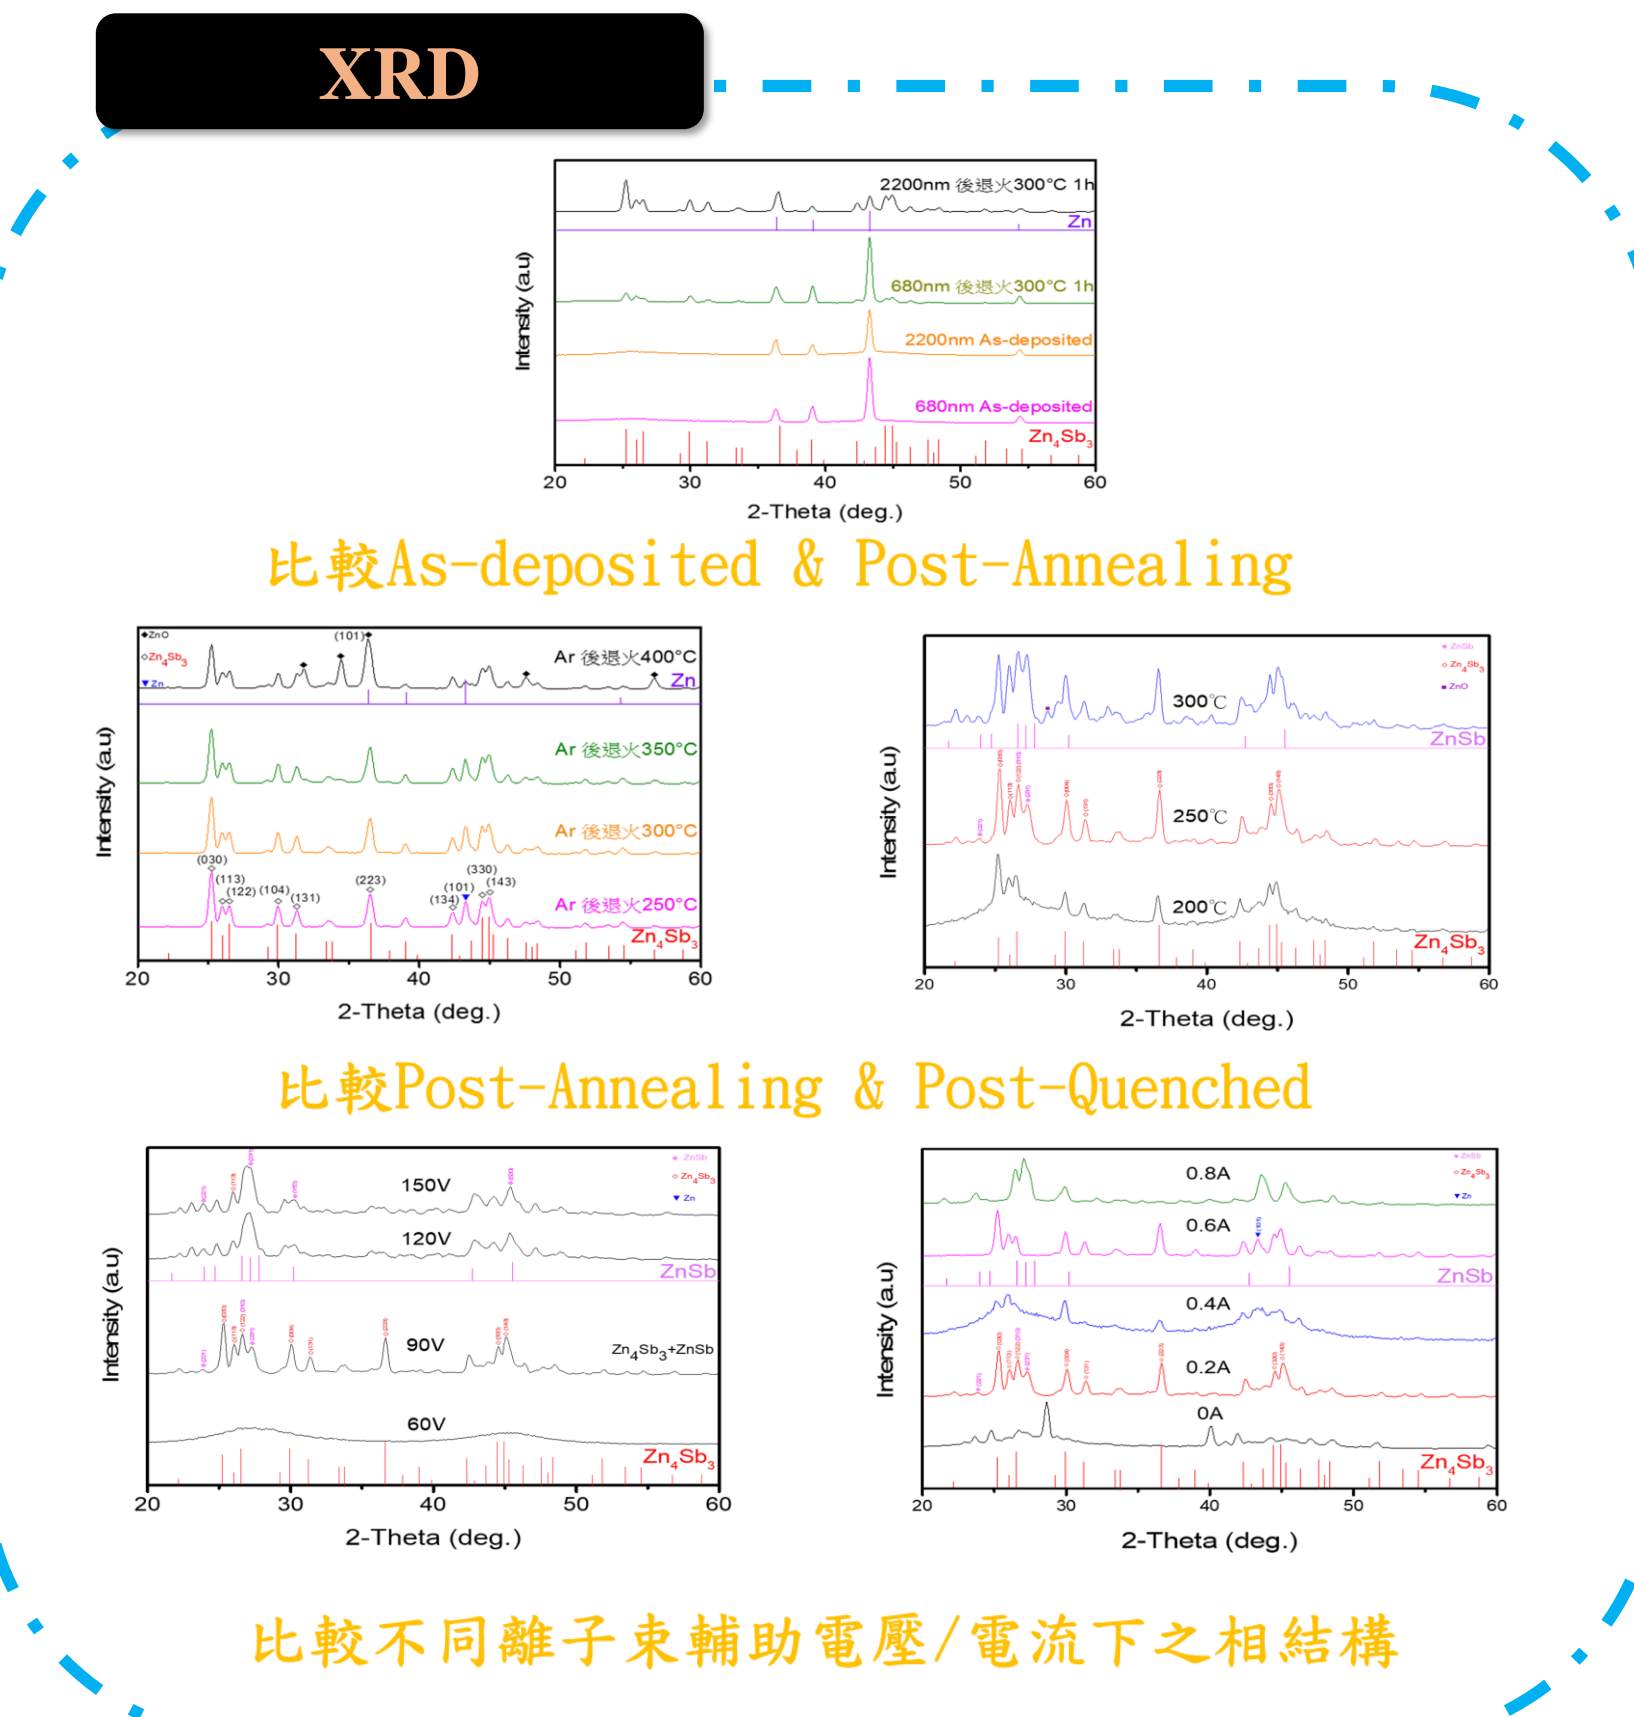 XRD
2200nm 後退火300°C 1h
Zn
680nm 後退火300°C 1h
2200nm As-deposited
680nm As-deposited
Zn4Sb3
Intensity (a.u)
20 30 40 50 60
2-Theta (deg.)
比較As-deposited & Post-Annealing
ZnO
Zn4Sb3
Zn
(101)
Ar 後退火400°C
Zn
Ar 後退火350°C
Ar 後退火300°C
(030)
(113)
(122)
(104)
(131)
(223)
(134)
(101)
(330)
(143)
Ar 後退火250°C
Zn4Sb3
Intensity (a.u)
20 30 40 50 60
2-Theta (deg.)
ZnSb
Zn4Sb3
ZnO
300℃
ZnSb
250℃
200℃
Zn4Sb3
Intensity (a.u)
20 30 40 50 60
2-Theta (deg.)
比較Post-Annealing & Post-Quenched
ZnSb
Zn4Sb3
Zn
150V
120V
ZnSb
90V
Zn4Sb3+ZnSb
60V
Zn4Sb3
Intensity (a.u)
20 30 40 50 60
2-Theta (deg.)
ZnSb
Zn4Sb3
Zn
0.8A
0.6A
ZnSb
0.4A
0.2A
0A
Zn4Sb3
Intensity (a.u)
20 30 40 50 60
2-Theta (deg.)
比較不同離子束輔助電壓/電流下之相結構